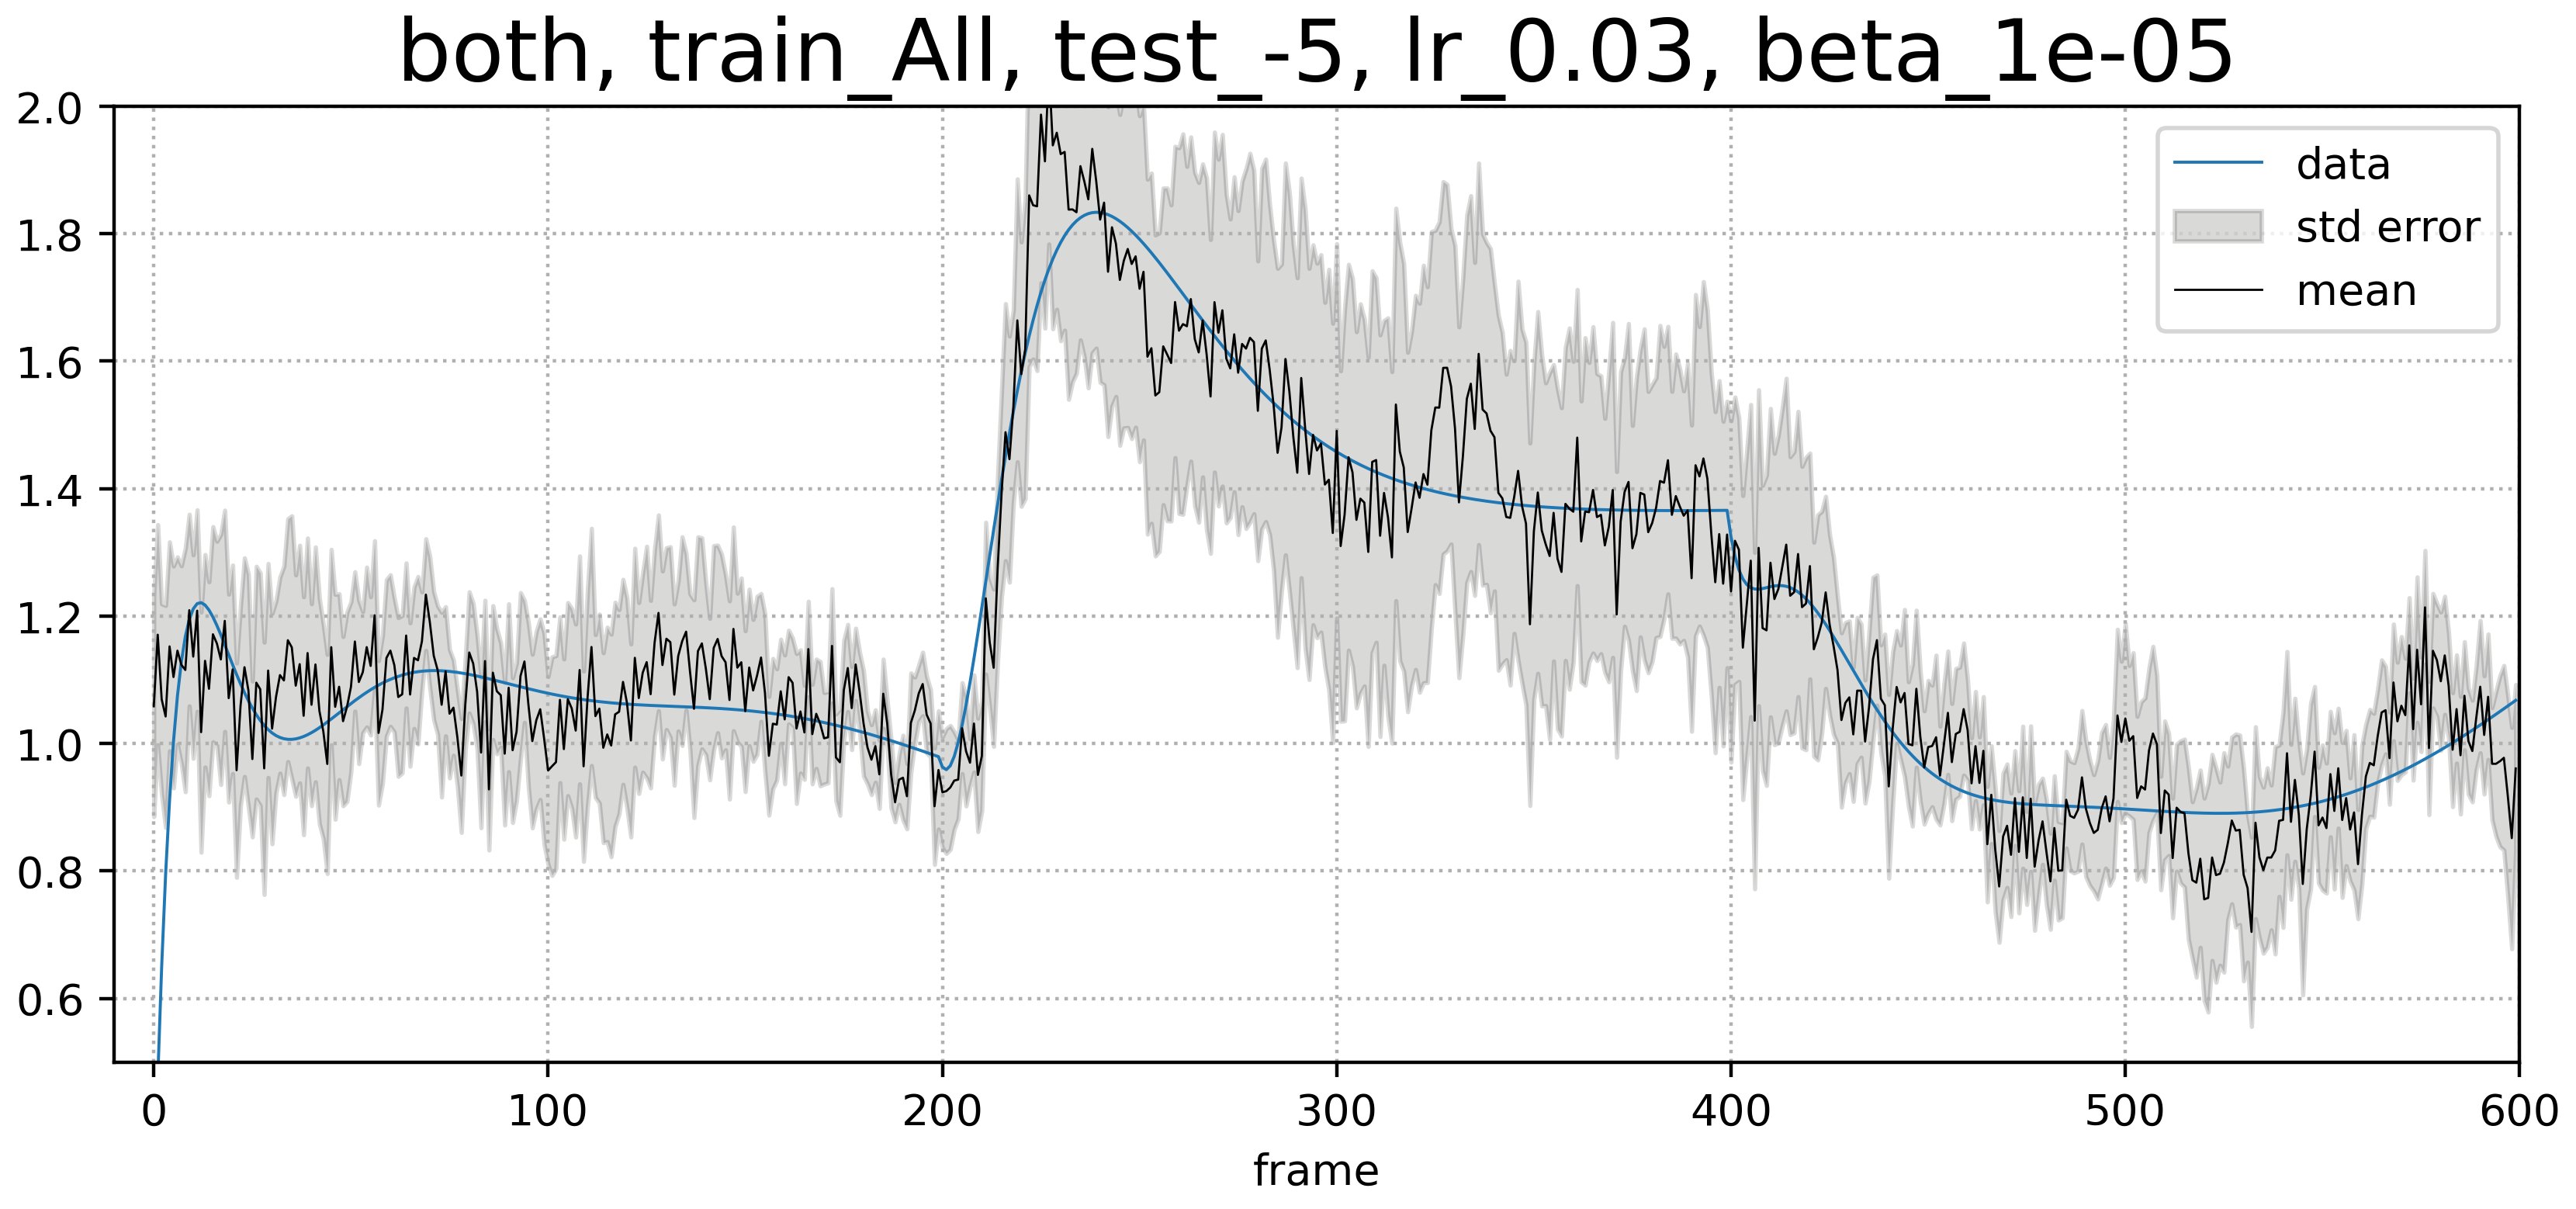 both, train_All, test_-5, lr_0.03, beta_1e-05
2.0
1.8
1.6
1.4
1.2
1.0
0.8
0.6
data
std error
mean
0 100 200 300 400 500 600
frame